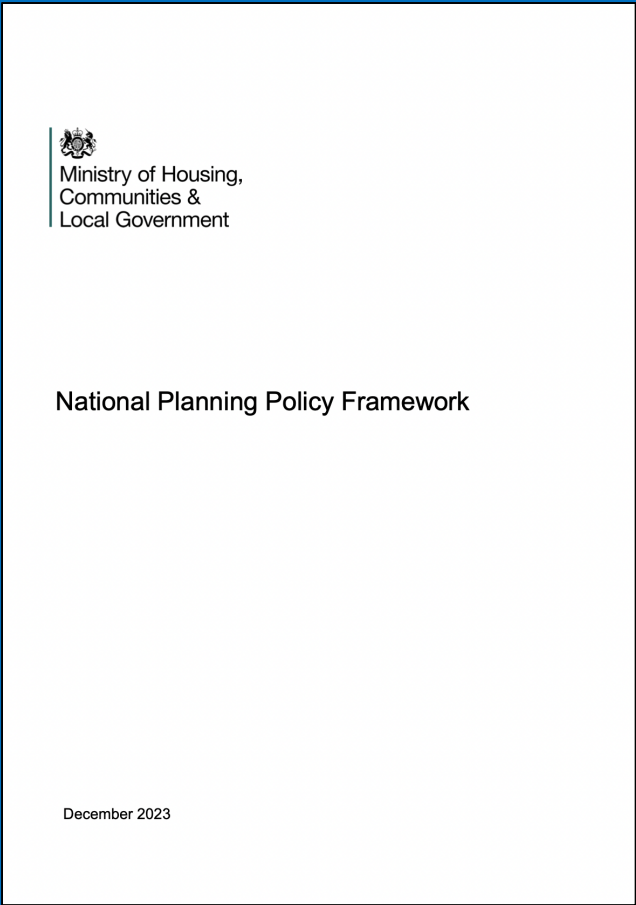 Ministry of Housing,
Communities &
Local Government
National Planning Policy Framework
December 2023